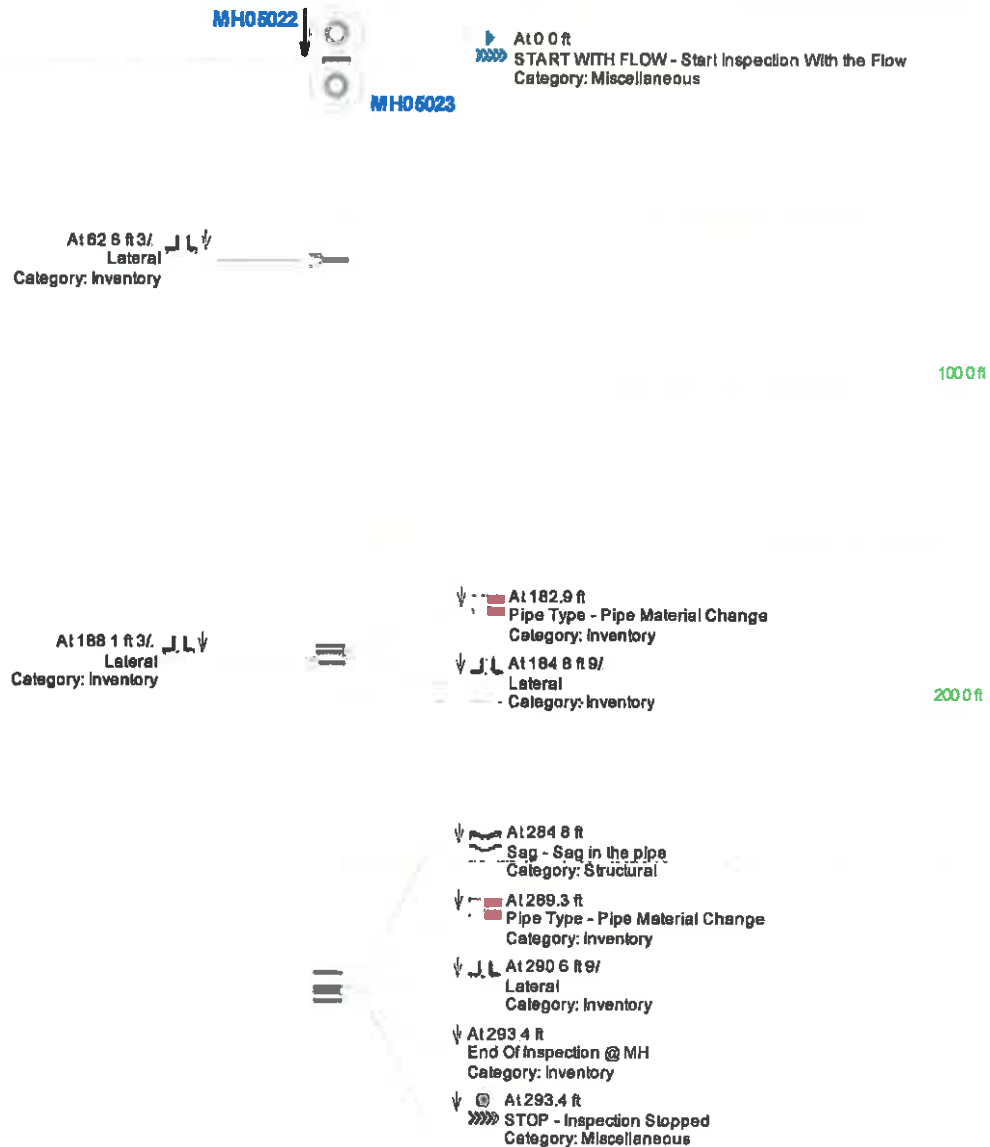 MH05022
At 0 0 ft
START WITH FLOW - Start Inspection With the Flow
Category: Miscellaneous
MH05023
At 62 6 ft 3/.
Lateral
Category: Inventory
100 0 ft
At 182.9 ft
Pipe Type - Pipe Material Change
Category: Inventory
At 188 1 ft 3/.
Lateral
Category: Inventory
At 184 8 ft 9/
Lateral
Category: Inventory
200 0 ft
At 284 8 ft
Sag - Sag in the pipe
Category: Structural
At 289.3 ft
Pipe Type - Pipe Material Change
Category: Inventory
At 290 6 ft 9/
Lateral
Category: Inventory
At 293 4 ft
End Of Inspection @ MH
Category: Inventory
At 293.4 ft
STOP - Inspection Stopped
Category: Miscellaneous